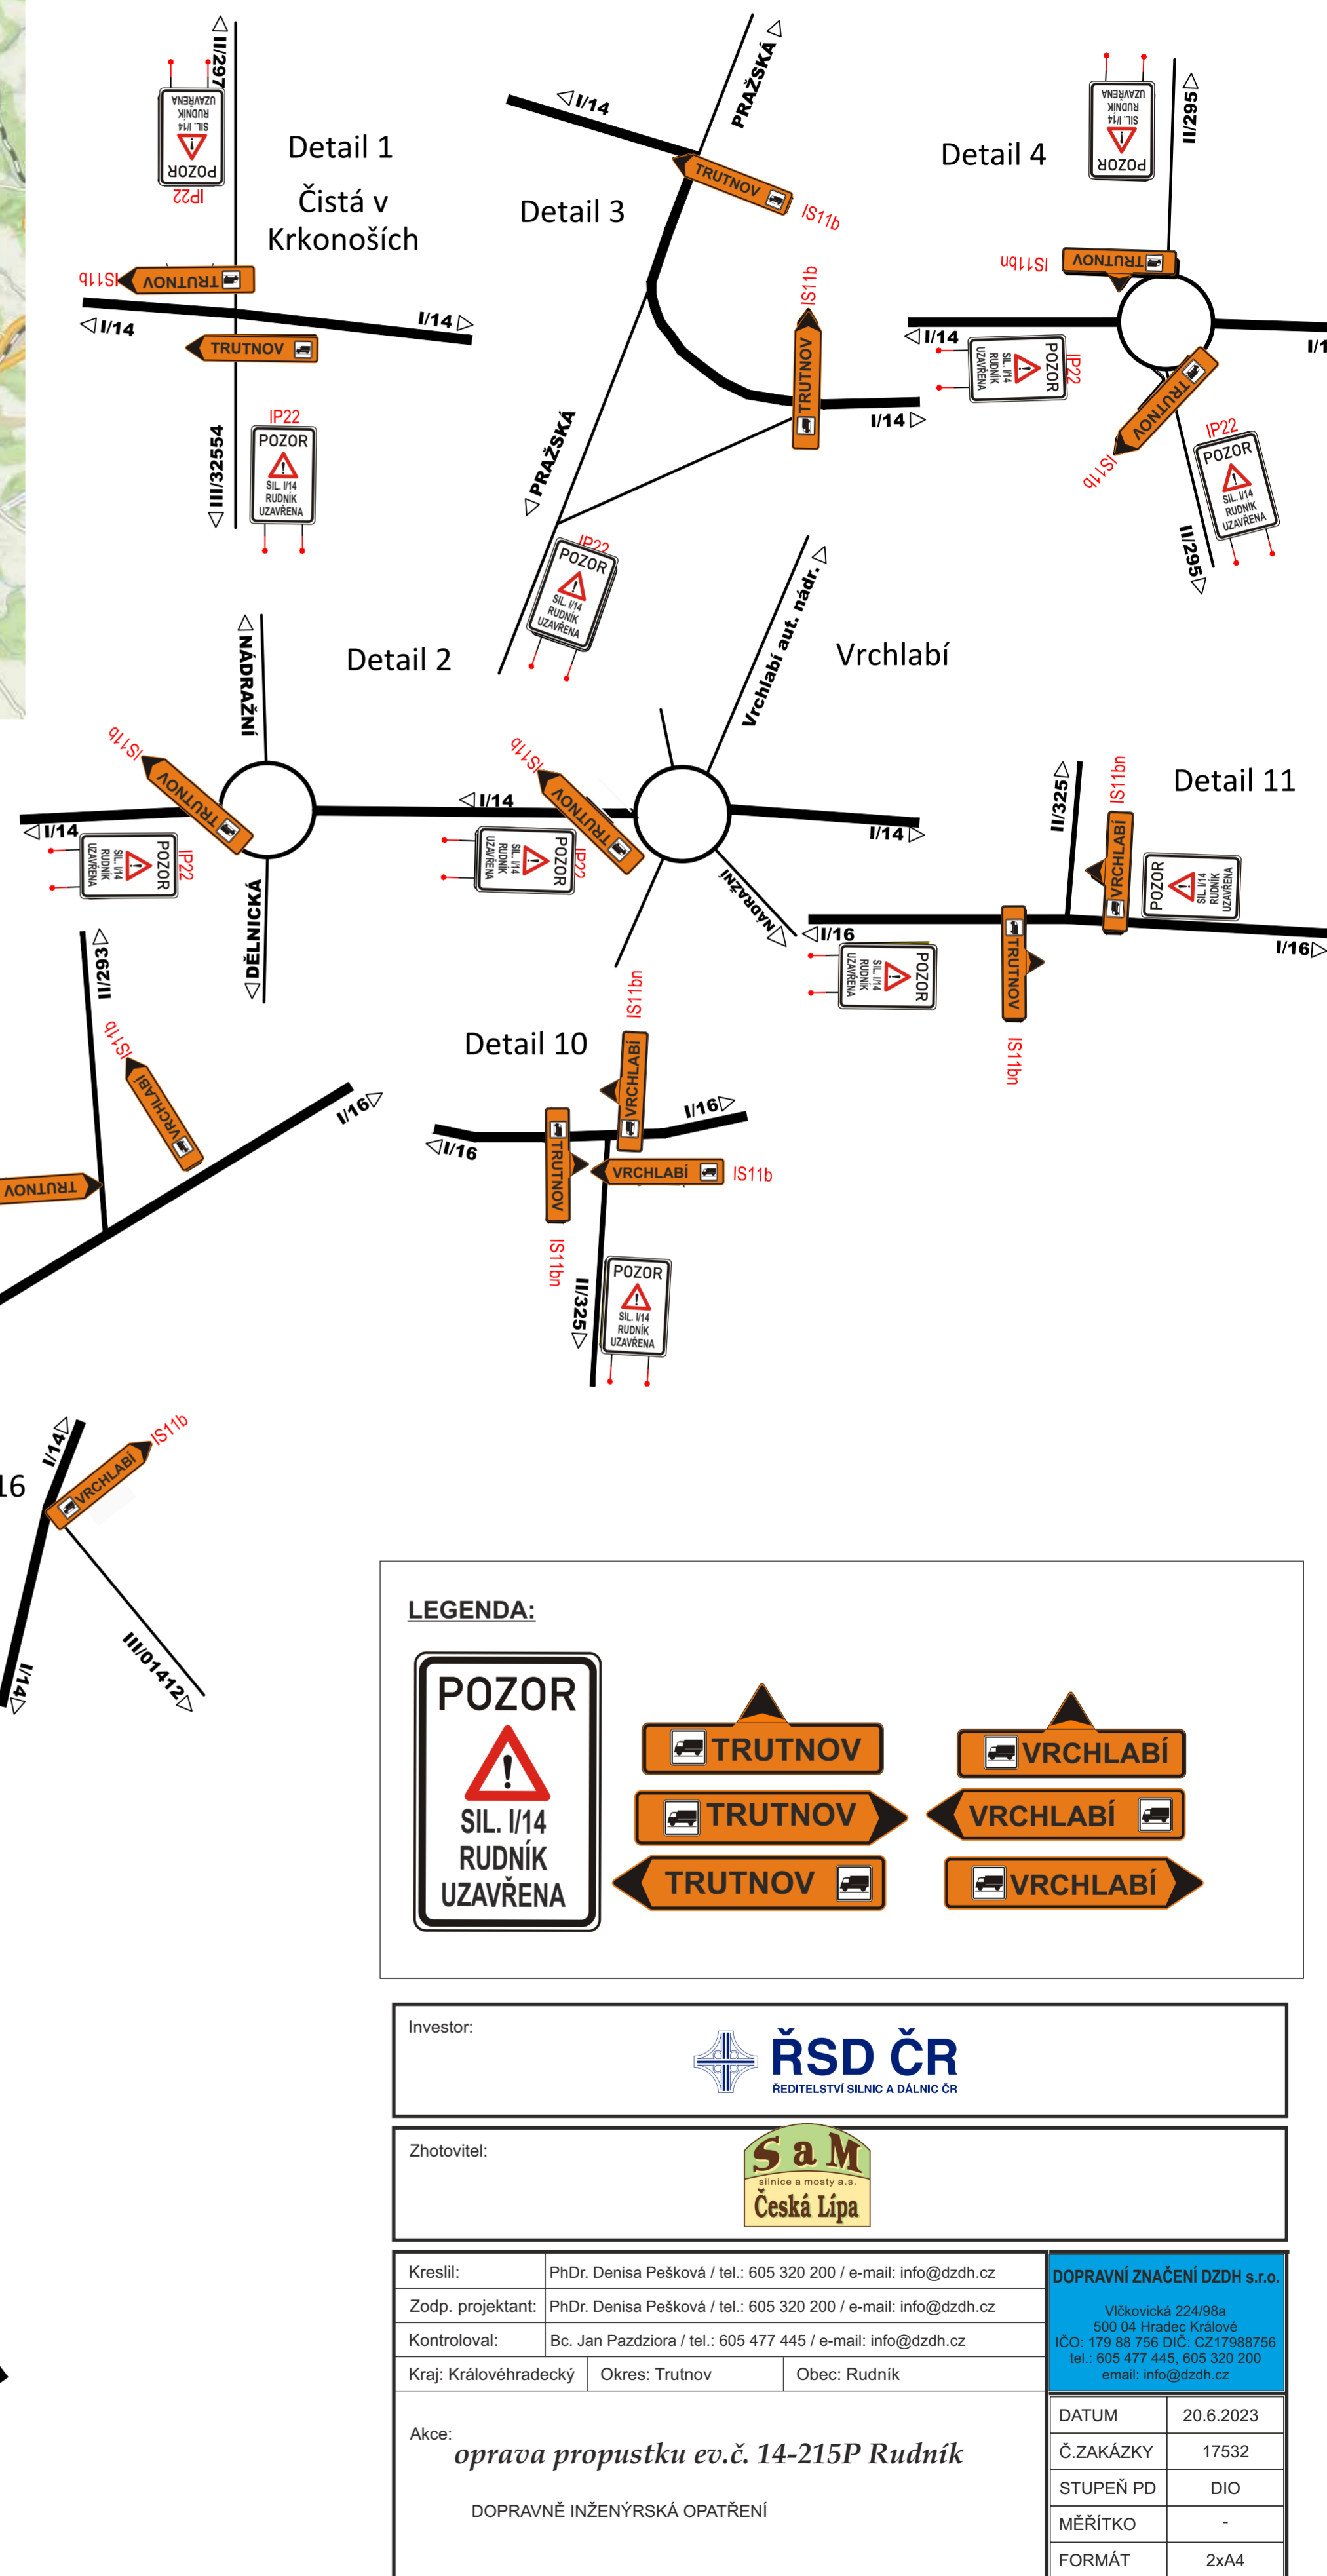 II/297
POZOR
SIL. I/14
RUDNÍK
UZAVŘENA
IP22
Detail 1
Čistá v
Krkonoších
IS11b
TRUTNOV
I/14
I/14
TRUTNOV
IP22
POZOR
SIL. I/14
RUDNÍK
UZAVŘENA
III/32554
PRAŽSKÁ
I/14
Detail 3
TRUTNOV
IS11b
IS11b
TRUTNOV
I/14
PRAŽSKÁ
IP22
POZOR
SIL. I/14
RUDNÍK
UZAVŘENA
Detail 4
POZOR
SIL. I/14
RUDNÍK
UZAVŘENA
II/295
IS11bn
TRUTNOV
I/14
POZOR
SIL. I/14
RUDNÍK
UZAVŘENA
IP22
TRUTNOV
IS11b
IP22
POZOR
SIL. I/14
RUDNÍK
UZAVŘENA
II/295
Detail 2
Vrchlabí
NÁDRAŽNÍ
IS11b
TRUTNOV
I/14
POZOR
SIL. I/14
RUDNÍK
UZAVŘENA
IP22
DĚLNICKÁ
Vrchlabí aut. nádr.
IS11b
TRUTNOV
I/14
POZOR
SIL. I/14
RUDNÍK
UZAVŘENA
IP22
I/14
NÁDRAŽNÍ
Detail 11
II/325
IS11bn
VRCHLABÍ
POZOR
SIL. I/14
RUDNÍK
UZAVŘENA
I/16
POZOR
SIL. I/14
RUDNÍK
UZAVŘENA
TRUTNOV
IS11bn
I/16
II/293
IS11b
VRCHLABÍ
I/16
TRUTNOV
Detail 10
IS11bn
VRCHLABÍ
I/16
I/16
TRUTNOV
VRCHLABÍ
IS11b
IS11bn
II/325
POZOR
SIL. I/14
RUDNÍK
UZAVŘENA
16
I/14
VRCHLABÍ
IS11b
III/01412
I/14
LEGENDA:
POZOR
SIL. I/14
RUDNÍK
UZAVŘENA
TRUTNOV
VRCHLABÍ
TRUTNOV
VRCHLABÍ
TRUTNOV
VRCHLABÍ
Investor:
ŘSD ČR
ŘEDITELSTVÍ SILNIC A DÁLNIC ČR
Zhotovitel:
S a M
silnice a mosty a.s.
Česká Lípa
Kreslil: PhDr. Denisa Pešková / tel.: 605 320 200 / e-mail: info@dzdh.cz
Zodp. projektant: PhDr. Denisa Pešková / tel.: 605 320 200 / e-mail: info@dzdh.cz
Kontroloval: Bc. Jan Pazdziora / tel.: 605 477 445 / e-mail: info@dzdh.cz
Kraj: Královéhradecký Okres: Trutnov Obec: Rudník
DOPRAVNÍ ZNAČENÍ DZDH s.r.o.
Vlčkovická 224/98a
500 04 Hradec Králové
IČO: 179 88 756 DIČ: CZ17988756
tel.: 605 477 445, 605 320 200
email: info@dzdh.cz
Akce:
oprava propustku ev.č. 14-215P Rudník
DOPRAVNĚ INŽENÝRSKÁ OPATŘENÍ
DATUM 20.6.2023
Č.ZAKÁZKY 17532
STUPEŇ PD DIO
MĚŘÍTKO -
FORMÁT 2xA4